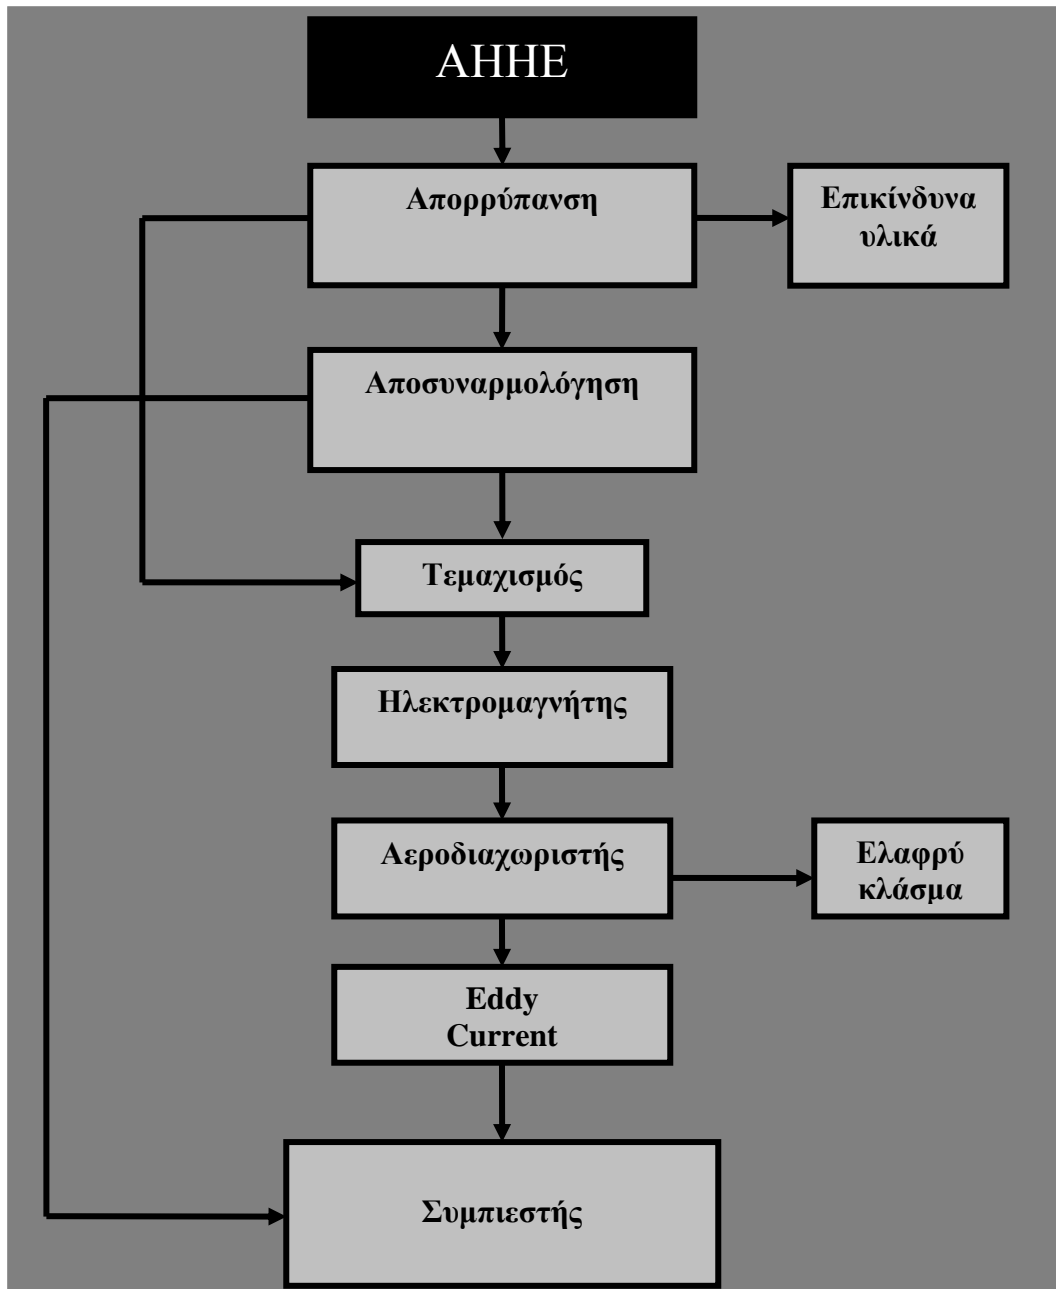 ΑΗΗΕ
Απορρύπανση
Επικίνδυνα
υλικά
Αποσυναρμολόγηση
Τεμαχισμός
Ηλεκτρομαγνήτης
Αεροδιαχωριστής
Ελαφρύ
κλάσμα
Eddy
Current
Συμπιεστής